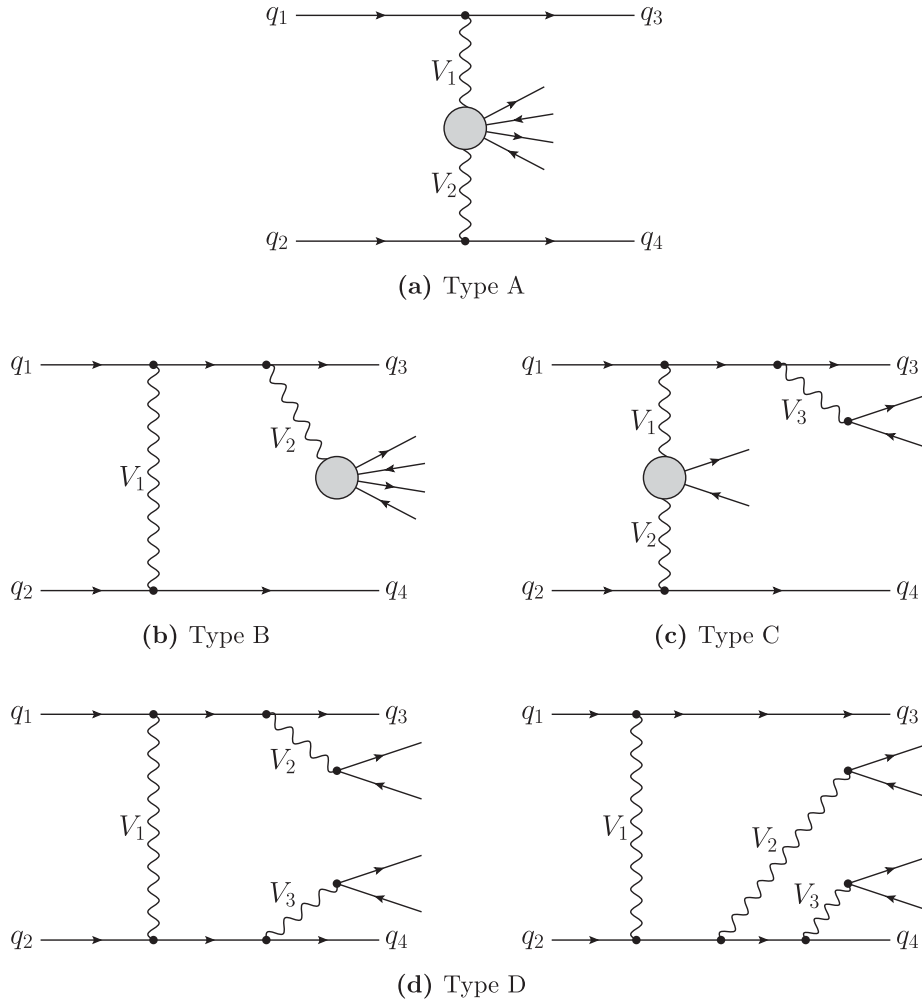 q1 q3
V1
V2
q2 q4
(a) Type A
q1 q3 q1 q3
V3
V2 V1
V1
V2
q2 q4 q2 q4
(b) Type B (c) Type C
q1 q3 q1 q3
V2
V1 V1 V2
V3 V3
q2 q4 q2 q4
(d) Type D